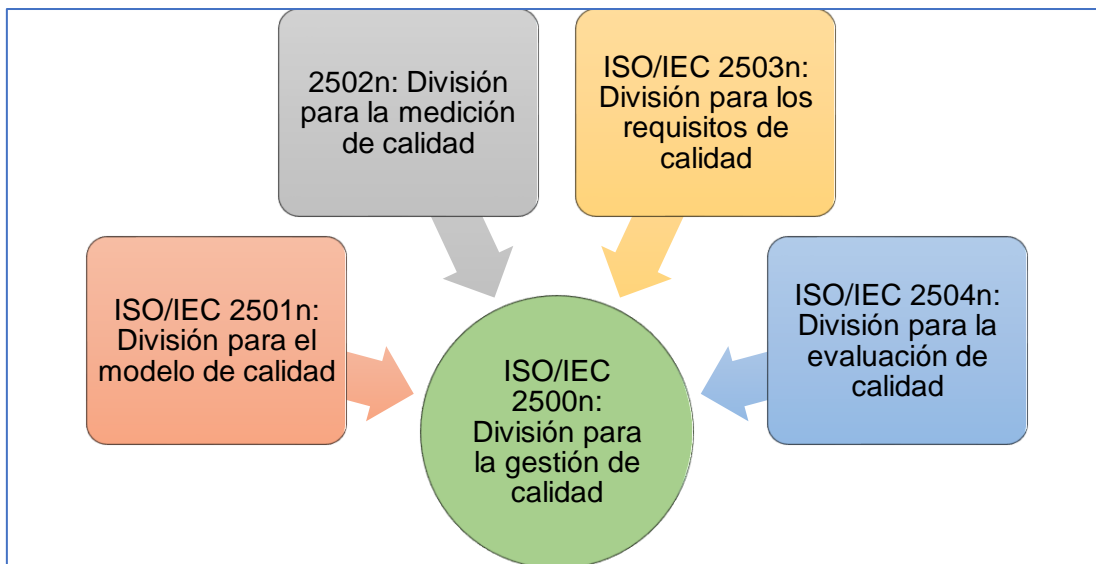 2502n: División
para la medición
de calidad
ISO/IEC 2503n:
División para los
requisitos de
calidad
ISO/IEC 2501n:
División para el
modelo de calidad
ISO/IEC 2504n:
División para la
evaluación de
calidad
ISO/IEC
2500n:
División para
la gestión de
calidad